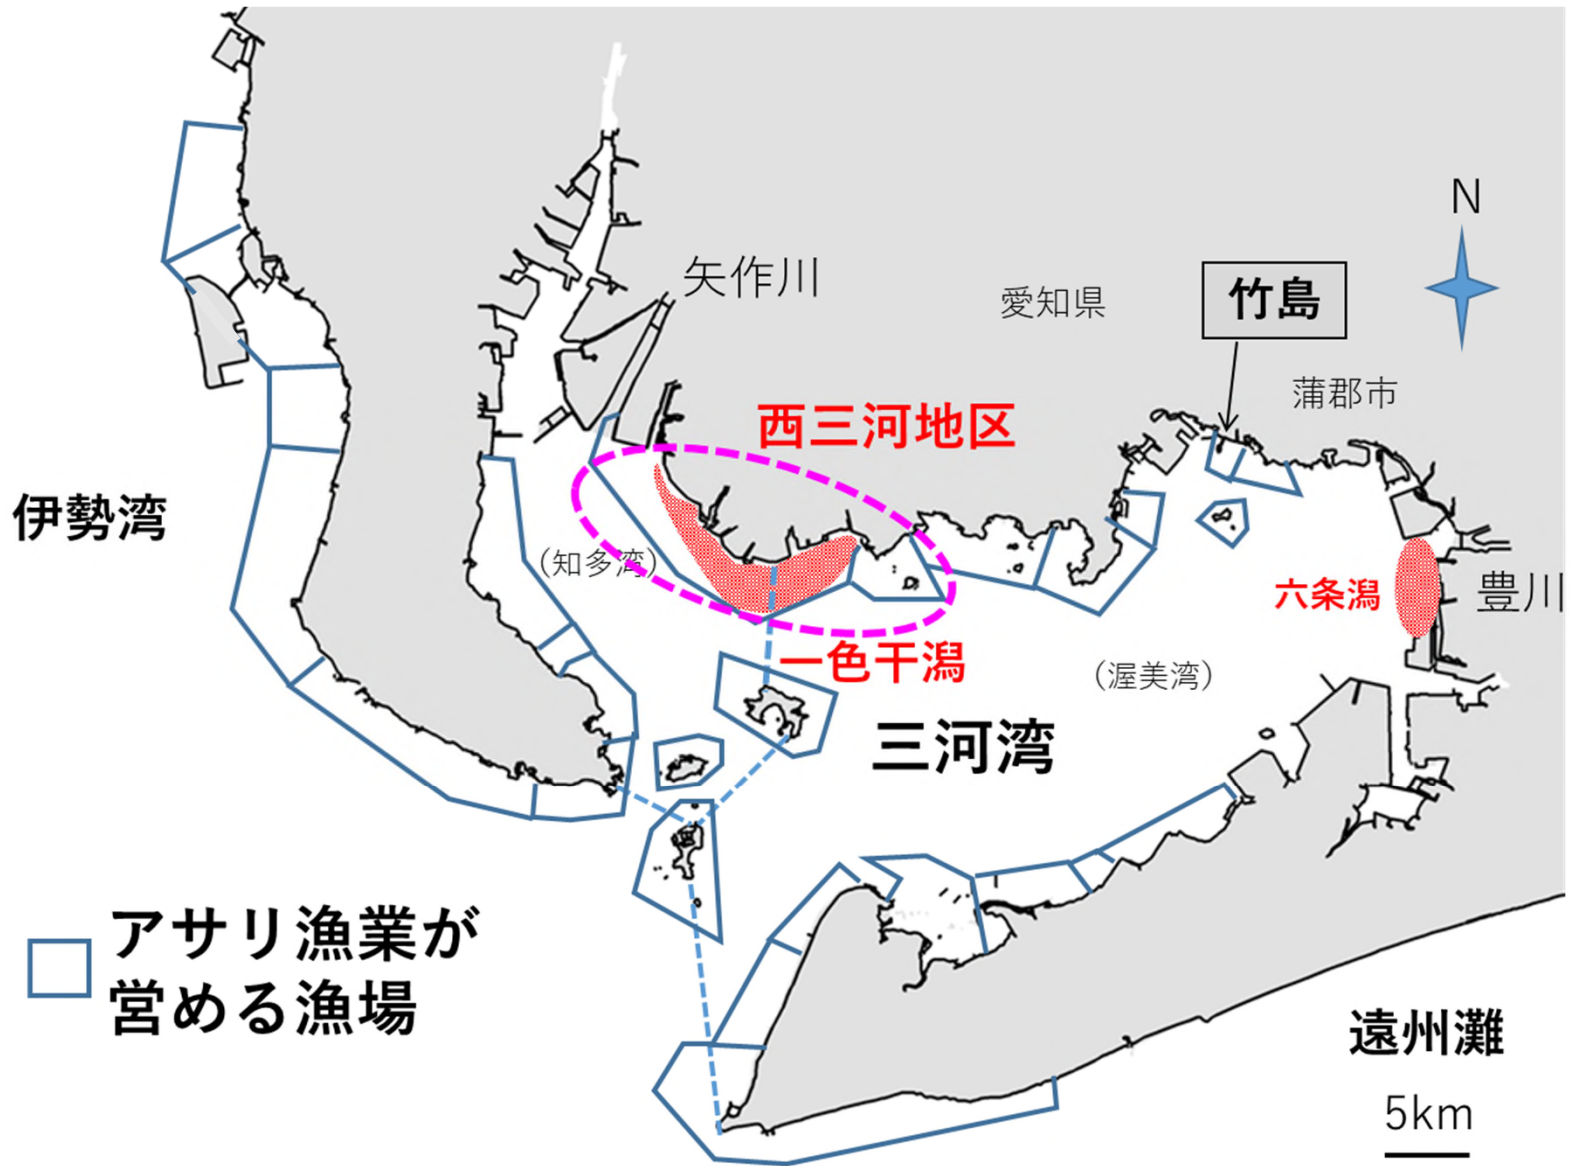 N
矢作川
愛知県
竹島
蒲郡市
西三河地区
伊勢湾
(知多湾)
六条潟
豊川
一色干潟
(渥美湾)
三河湾
アサリ漁業が
営める漁場
遠州灘
5km